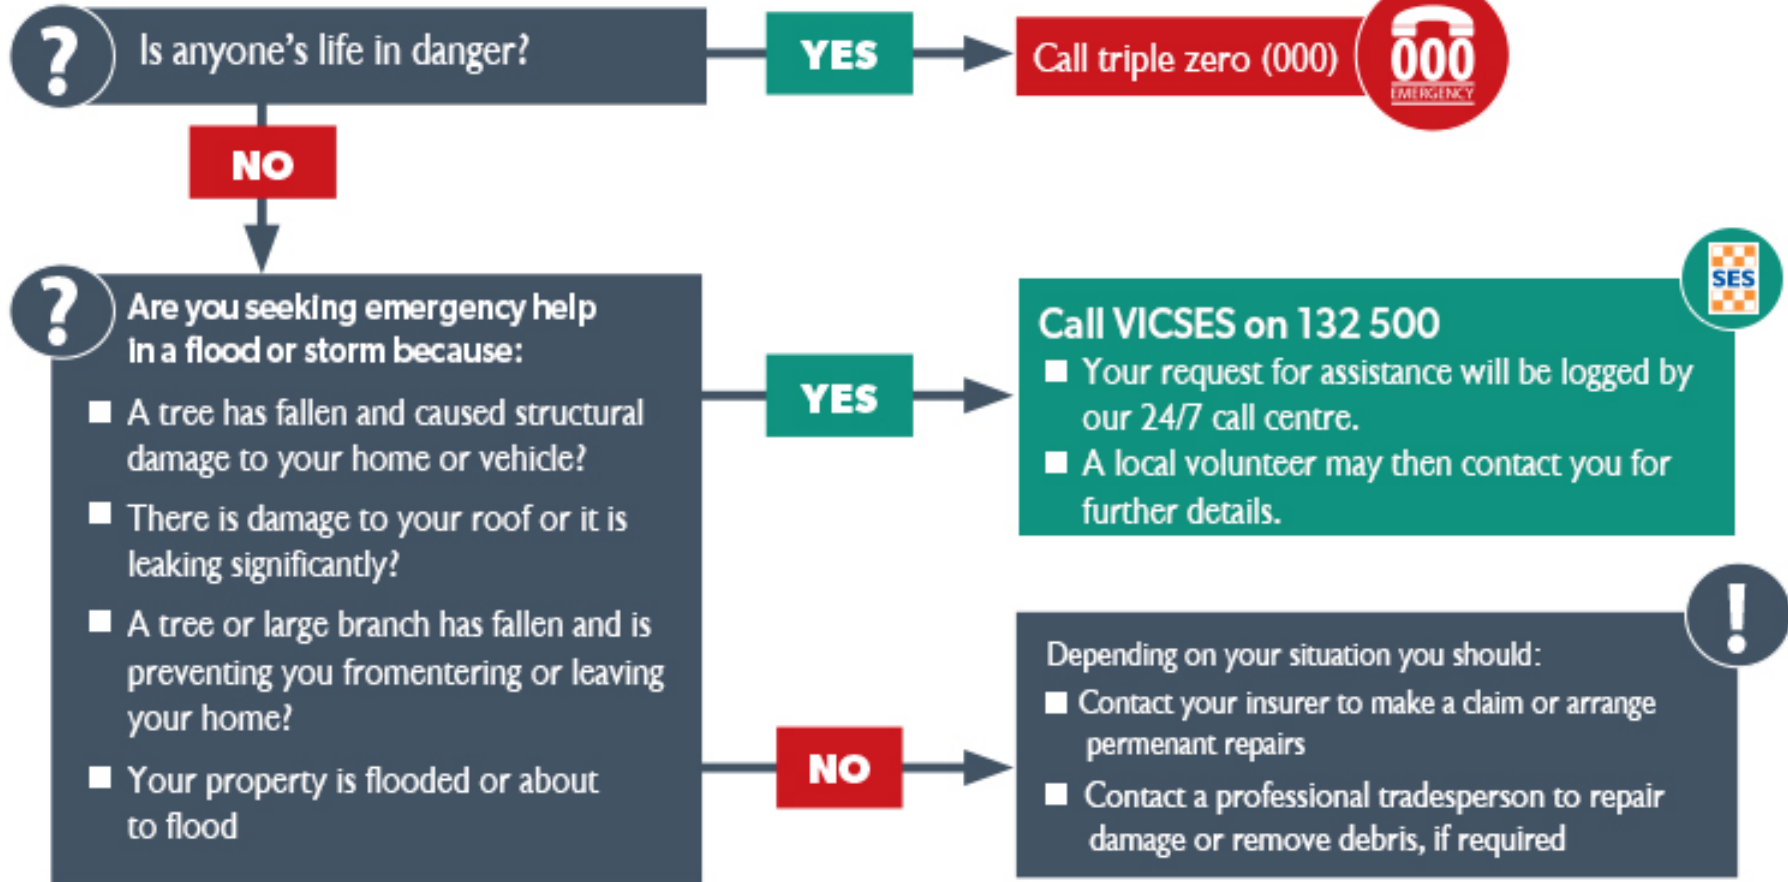 ?
Is anyone's life in danger?
YES
Call triple zero (000)
000
EMERGENCY
NO
?
Are you seeking emergency help
in a flood or storm because:
A tree has fallen and caused structural
damage to your home or vehicle?
There is damage to your roof or it is
leaking significantly?
A tree or large branch has fallen and is
preventing you fromentering or leaving
your home?
Your property is flooded or about
to flood
YES
SES
Call VICSES on 132 500
Your request for assistance will be logged by
our 24/7 call centre.
A local volunteer may then contact you for
further details.
NO
!
Depending on your situation you should:
Contact your insurer to make a claim or arrange
permenant repairs
Contact a professional tradesperson to repair
damage or remove debris, if required